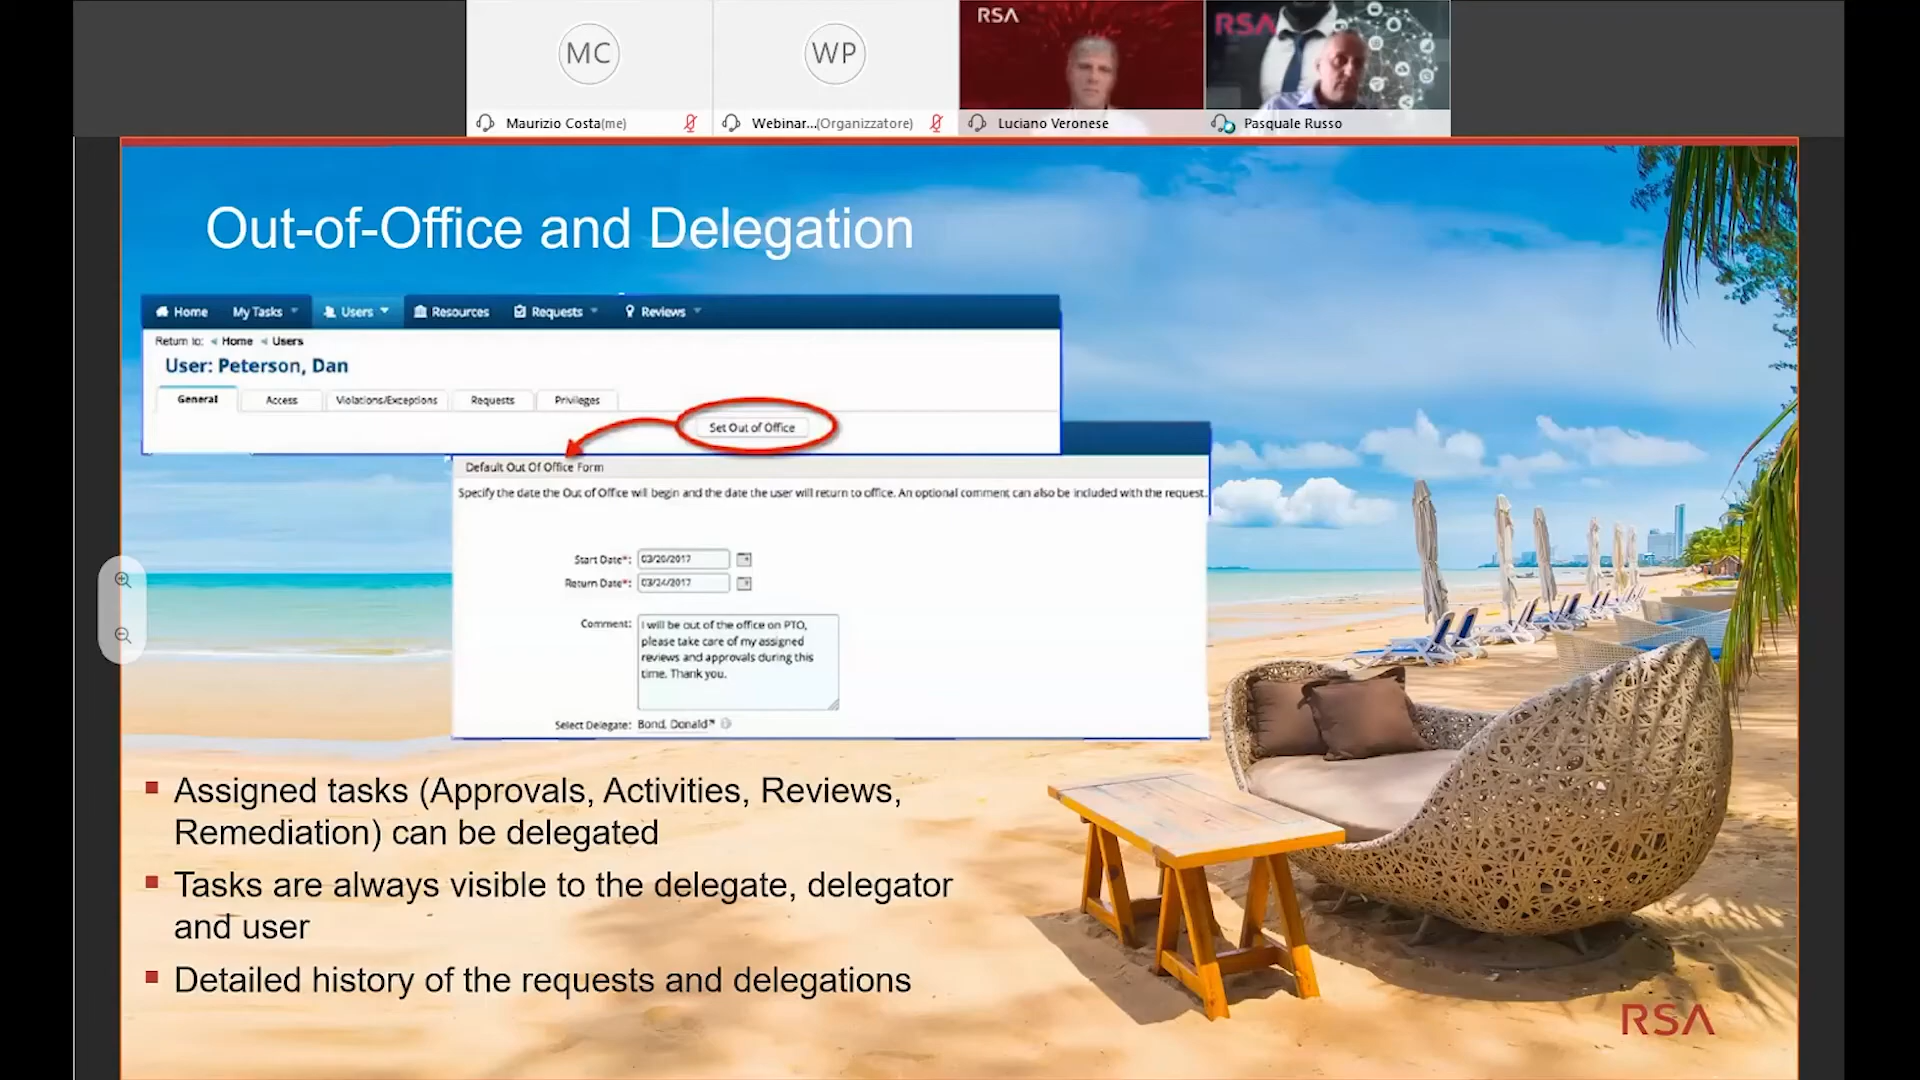 MC
WP
RSA
RSA
Maurizio Costa(me)
Webinar...(Organizzatore)
Luciano Veronese
Pasquale Russo
Out-of-Office and Delegation
Home My Tasks Users Resources Requests Reviews
Return to: Home Users
User: Peterson, Dan
General Access Violations/Exceptions Requests Privileges
Set Out of Office
Default Out Of Office Form
Specify the date the Out of Office will begin and the date the user will return to office. An optional comment can also be included with the request.
Start Date*: 03/20/2017
Return Date*: 03/24/2017
Comment: I will be out of the office on PTO,
please take care of my assigned
reviews and approvals during this
time. Thank you.
Select Delegate: Bond, Donald
Assigned tasks (Approvals, Activities, Reviews,
Remediation) can be delegated
Tasks are always visible to the delegate, delegator
and user
Detailed history of the requests and delegations
RSA